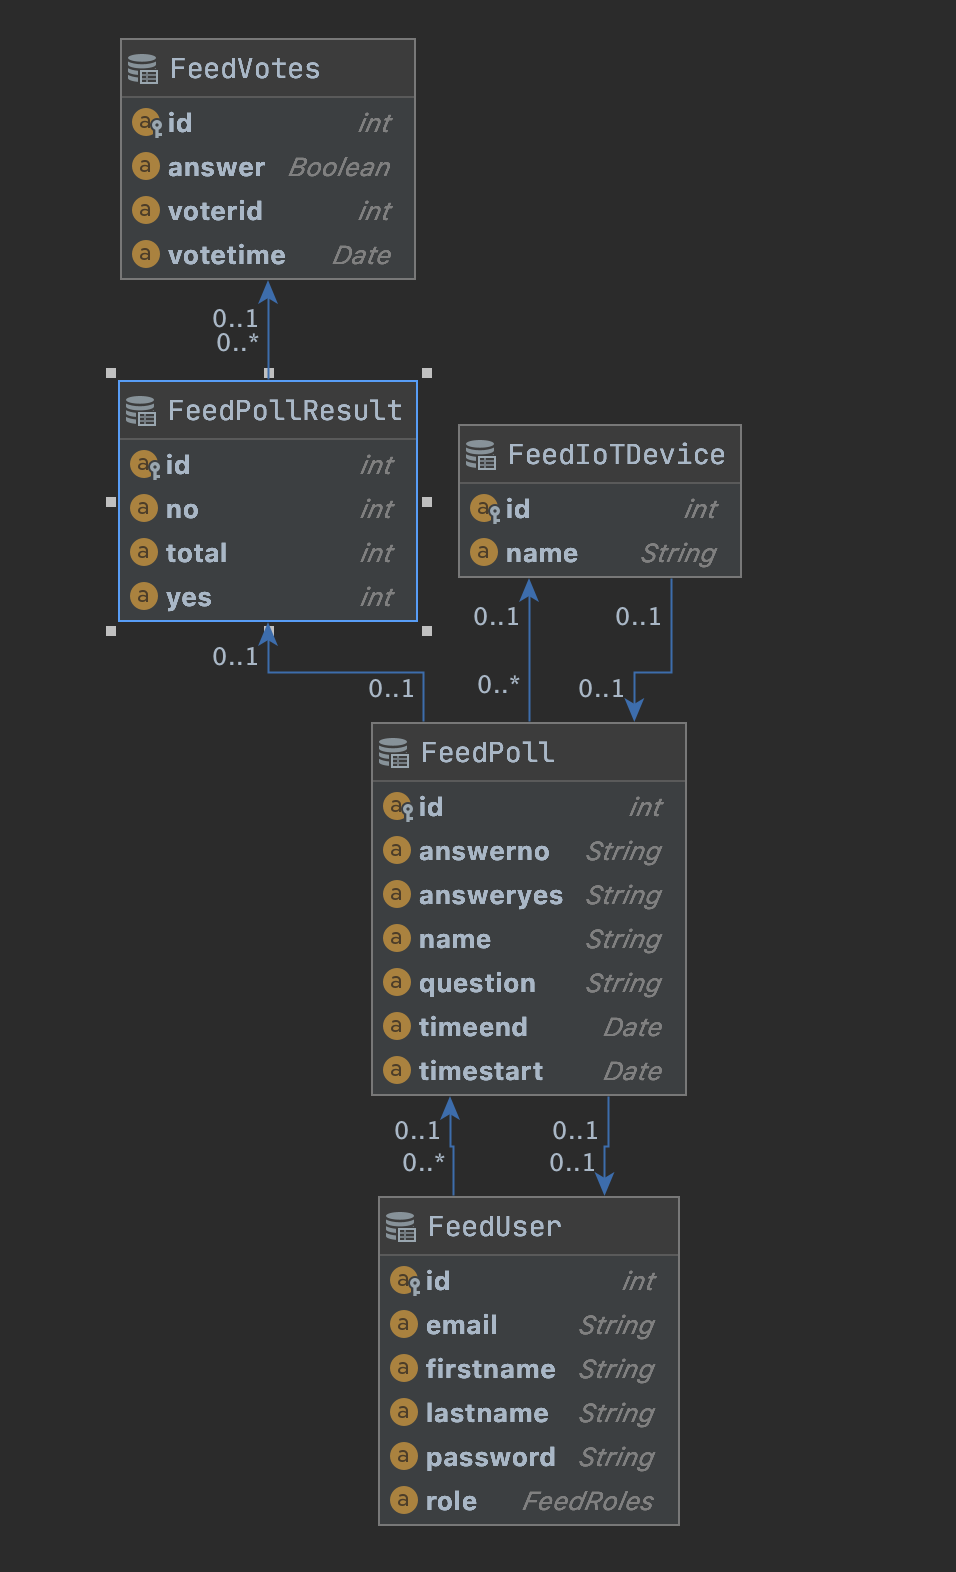 FeedVotes
id int
answer Boolean
voterid int
votetime Date
0..1
0..*
FeedPollResult
id int
no int
total int
yes int
FeedIoTDevice
id int
name String
0..1
0..1
0..1
0..*
0..1
0..1
FeedPoll
id int
answerno String
answeryes String
name String
question String
timeend Date
timestart Date
0..1
0..1
0..*
0..1
FeedUser
id int
email String
firstname String
lastname String
password String
role FeedRoles